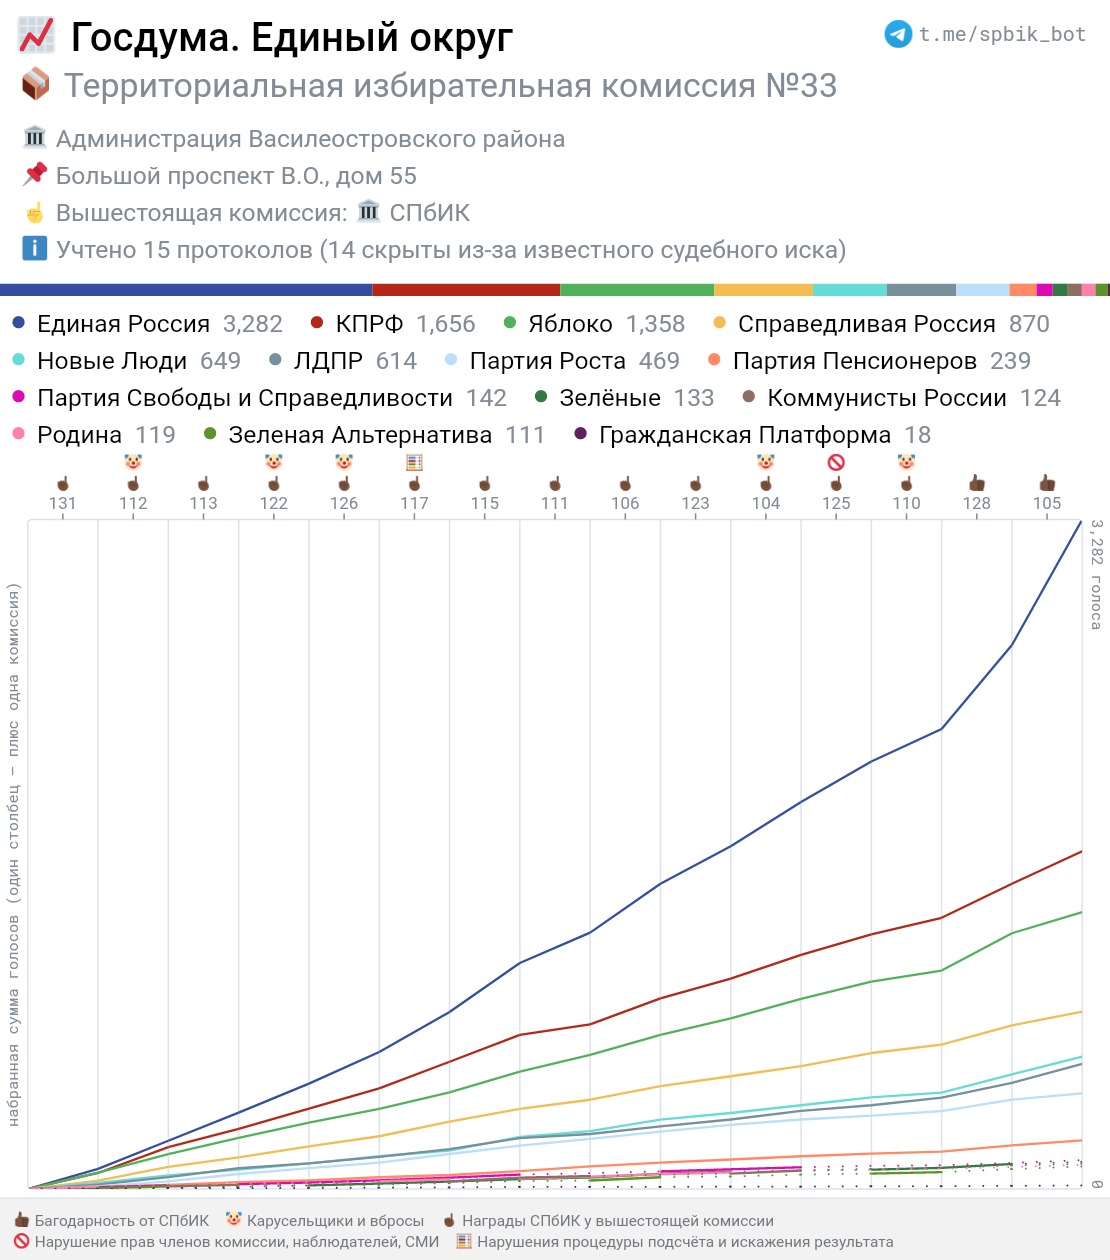 Госдума. Единый округ
t.me/spbik_bot
Территориальная избирательная комиссия №33
Администрация Василеостровского района
Большой проспект В.О., дом 55
Вышестоящая комиссия: СПбИК
Учтено 15 протоколов (14 скрыты из-за известного судебного иска)
Единая Россия 3,282 КПРФ 1,656 Яблоко 1,358 Справедливая Россия 870
Новые Люди 649 ЛДПР 614 Партия Роста 469 Партия Пенсионеров 239
Партия Свободы и Справедливости 142 Зелёные 133 Коммунисты России 124
Родина 119 Зеленая Альтернатива 111 Гражданская Платформа 18
131 112 113 122 126 117 115 111 106 123 104 125 110 128 105
набранная сумма голосов (один столбец – плюс одна комиссия)
3,282 голоса
0
Багодарность от СПбИК Карусельщики и вбросы Награды СПбИК у вышестоящей комиссии
Нарушение прав членов комиссии, наблюдателей, СМИ Нарушения процедуры подсчёта и искажения результата